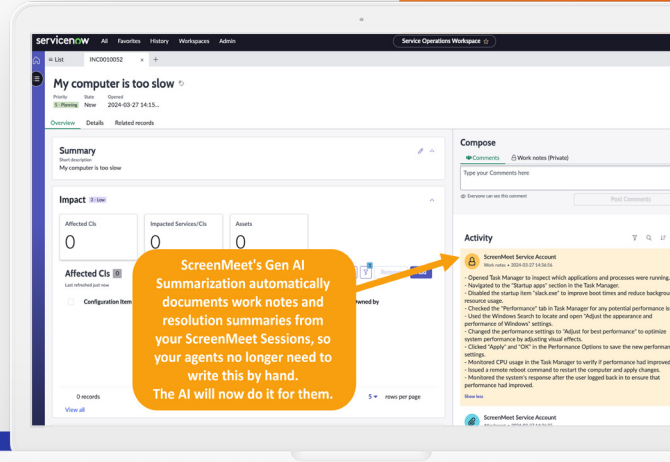 servicenow All Favorites History Workspaces Admin Service Operations Workspace
List INC0010052 × +
My computer is too slow
Priority State Opened
5 - Planning New 2024-03-27 14:15...
Overview Details Related records
Summary
Short description
My computer is too slow
Impact 3 - Low
Affected CIs Impacted Services/CIs Assets
0 0 0
Affected CIs 0
Last refreshed just now
Configuration Item
Owned by
0 records
5 rows per page
View all
ScreenMeet's Gen AI
Summarization automatically
documents work notes and
resolution summaries from
your ScreenMeet Sessions, so
your agents no longer need to
write this by hand.
The AI will now do it for them.
Compose
Comments Work notes (Private)
Type your Comments here
Everyone can see this comment Post Comments
Activity
ScreenMeet Service Account
Work notes • 2024-03-27 14:36:56
- Opened Task Manager to inspect which applications and processes were running.
- Navigated to the "Startup apps" section in the Task Manager.
- Disabled the startup item "slack.exe" to improve boot times and reduce
resource usage.
- Checked the "Performance" tab in Task Manager for any potential performance
- Used the Windows Search to locate and open "Adjust the appearance and
performance of Windows" settings.
- Changed the performance settings to "Adjust for best performance" to optimize
system performance by adjusting visual effects.
- Clicked "Apply" and "OK" in the Performance Options to save the new
settings.
- Monitored CPU usage in the Task Manager to verify if performance had improved.
- Issued a remote reboot command to restart the computer and apply changes.
- Monitored the system's response after the user logged back in to ensure that
performance had improved.
Show less
ScreenMeet Service Account